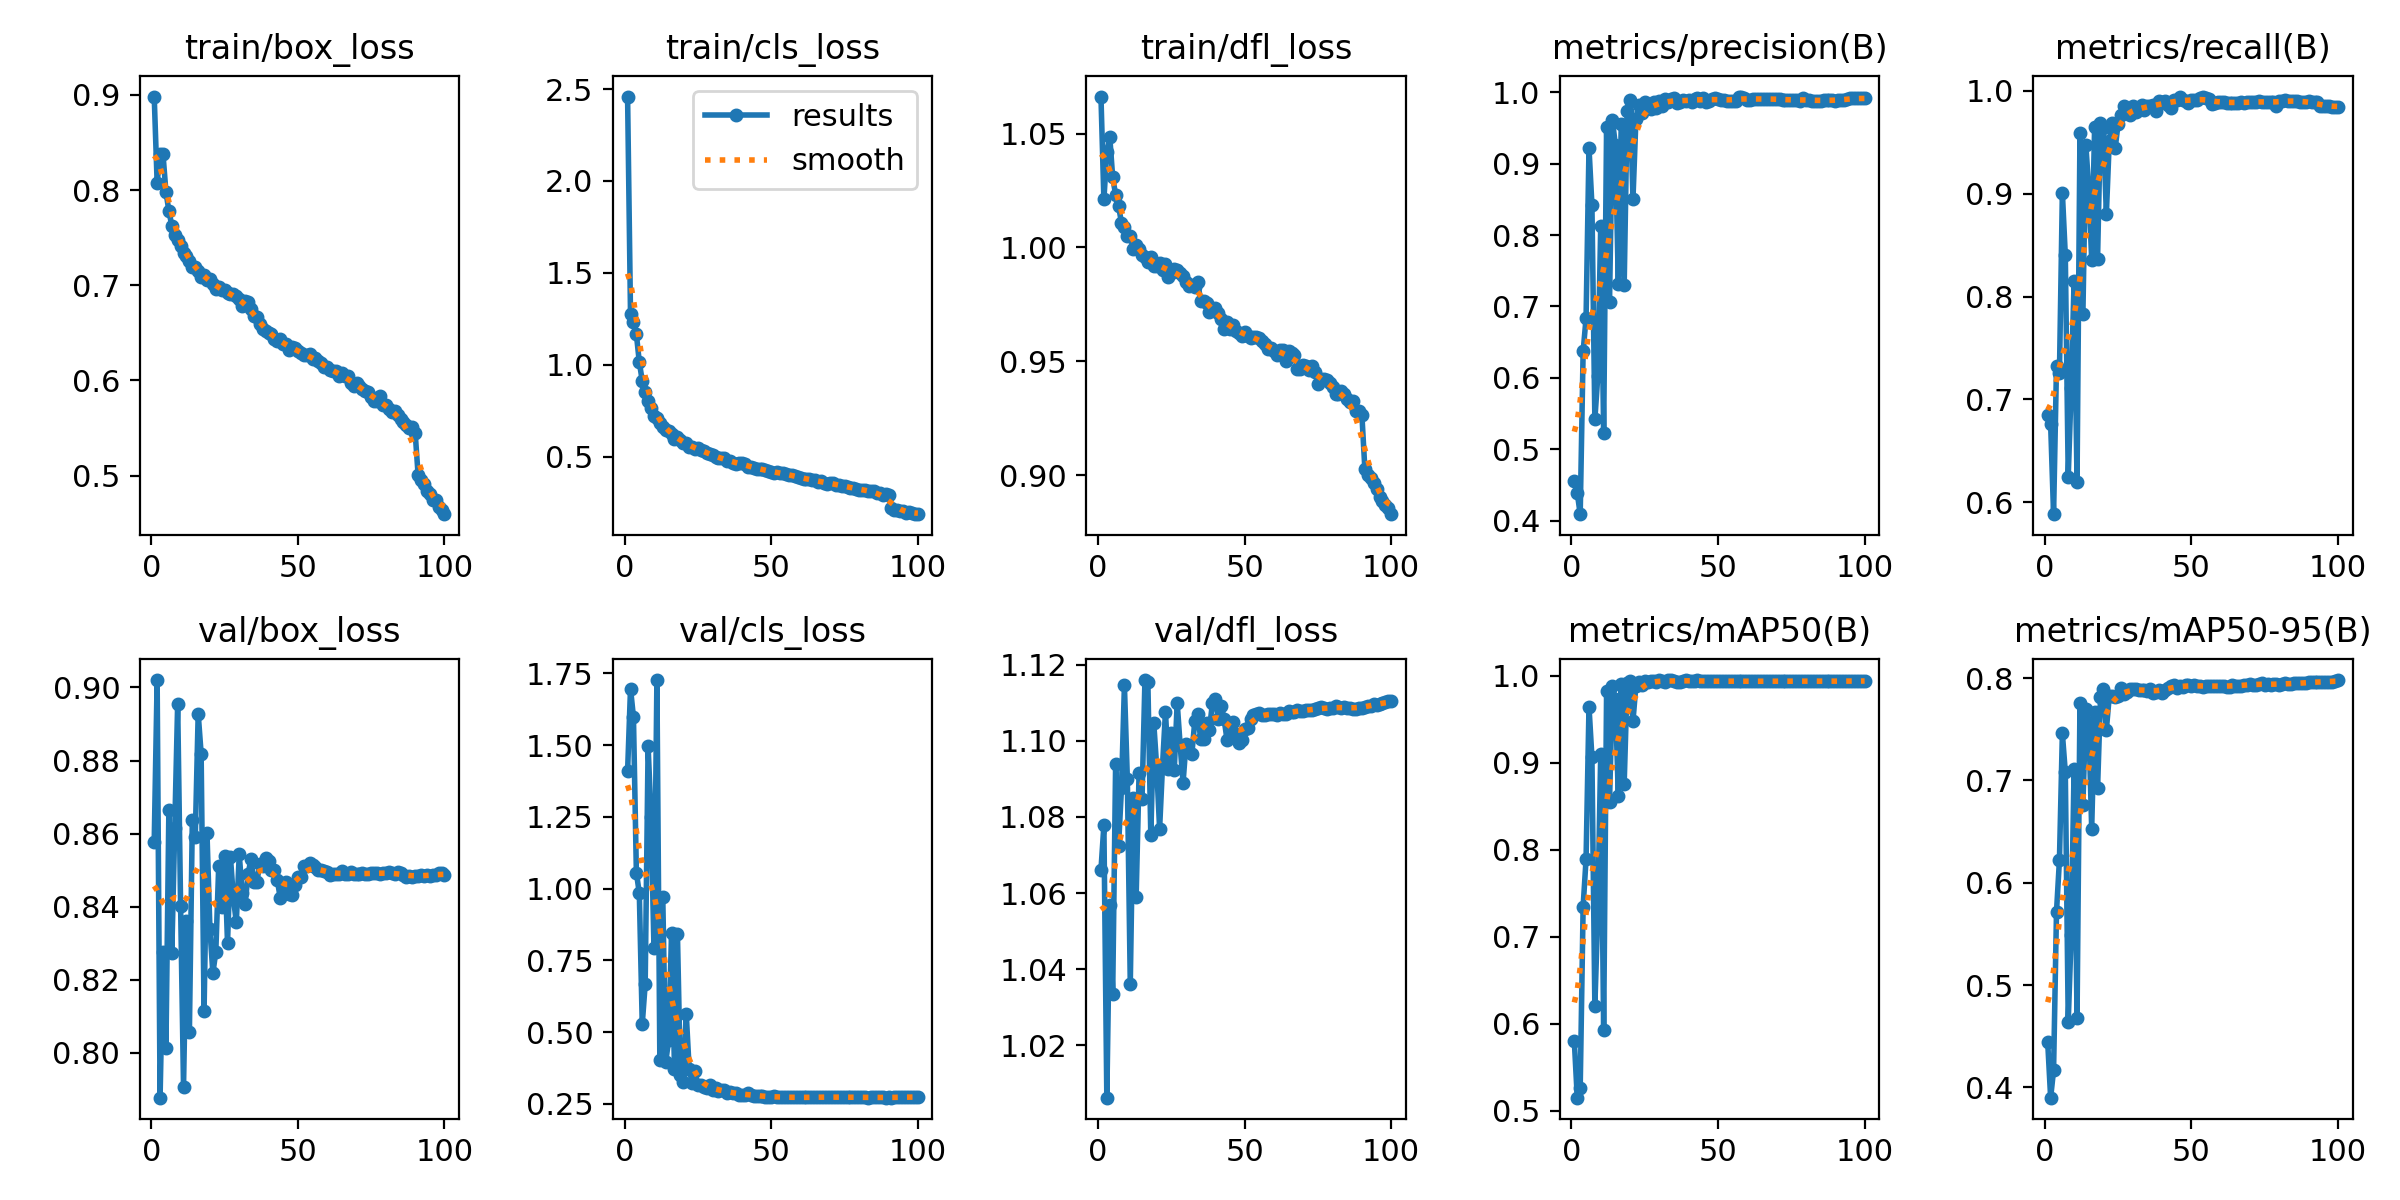 train/box_loss
train/cls_loss
train/dfl_loss
metrics/precision(B)
metrics/recall(B)
0.9
0.8
0.7
0.6
0.5
0 50 100
2.5
2.0
1.5
1.0
0.5
results
smooth
0 50 100
1.05
1.00
0.95
0.90
0 50 100
1.0
0.9
0.8
0.7
0.6
0.5
0.4
0 50 100
1.0
0.9
0.8
0.7
0.6
0 50 100
val/box_loss
val/cls_loss
val/dfl_loss
metrics/mAP50(B)
metrics/mAP50-95(B)
0.90
0.88
0.86
0.84
0.82
0.80
0 50 100
1.75
1.50
1.25
1.00
0.75
0.50
0.25
0 50 100
1.12
1.10
1.08
1.06
1.04
1.02
0 50 100
1.0
0.9
0.8
0.7
0.6
0.5
0 50 100
0.8
0.7
0.6
0.5
0.4
0 50 100